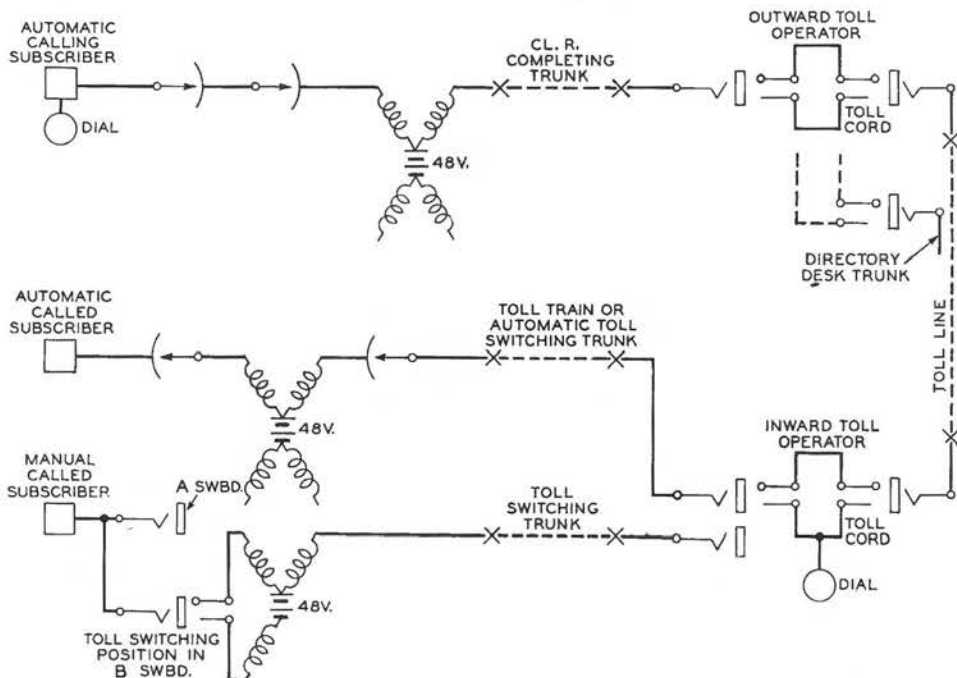 AUTOMATIC
CALLING
SUBSCRIBER
DIAL
48V.
CL. R.
COMPLETING
TRUNK
OUTWARD TOLL
OPERATOR
TOLL
CORD
DIRECTORY
DESK TRUNK
TOLL LINE
AUTOMATIC
CALLED
SUBSCRIBER
48V.
TOLL TRAIN OR
AUTOMATIC TOLL
SWITCHING TRUNK
INWARD TOLL
OPERATOR
TOLL
CORD
DIAL
MANUAL
CALLED
SUBSCRIBER
A SWBD.
TOLL SWITCHING
POSITION IN
B SWBD.
48V.
TOLL
SWITCHING
TRUNK